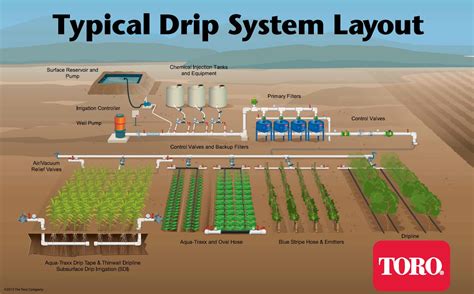 Typical Drip System Layout
Surface Reservoir and
Pump
Chemical Injection Tanks
and Equipment
Irrigation Controller
Well Pump
Primary Filters
Control Valves
Control Valves and Backup Filters
Air/Vacuum
Relief Valves
Aqua-Traxx and Oval Hose
Blue Stripe Hose & Emitters
Dripline
Aqua-Traxx Drip Tape & Thinwall Dripline
Subsurface Drip Irrigation (SDI)
TORO
©2013 The Toro Company